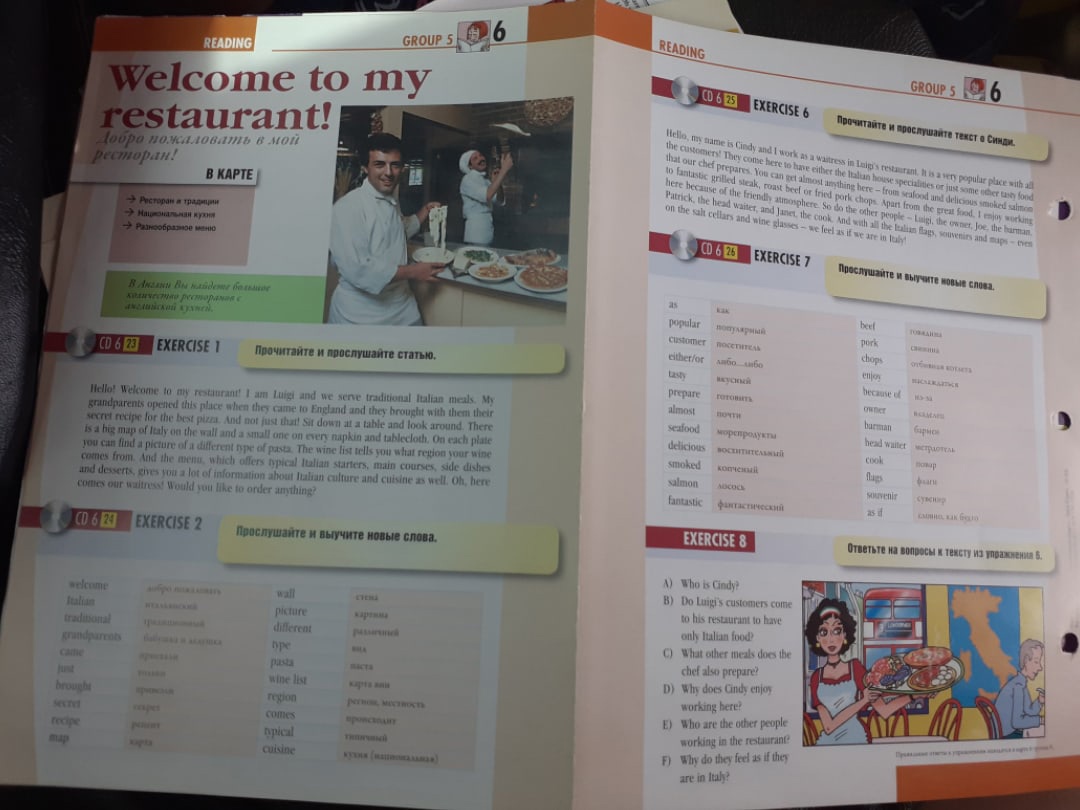 READING
GROUP 5 6
Welcome to my
restaurant!
Добро пожаловать в мой
ресторан!
В КАРТЕ
→ Ресторан и традиции
→ Национальная кухня
→ Разнообразное меню
В Англии Вы найдете большое
количество ресторанов с
английской кухней.
CD 6 23 EXERCISE 1
Прочитайте и прослушайте статью.
Hello! Welcome to my restaurant! I am Luigi and we serve traditional Italian meals. My
grandparents opened this place when they came to England and they brought with them their
secret recipe for the best pizza. And not just that! Sit down at a table and look around. There
is a big map of Italy on the wall and a small one on every napkin and tablecloth. On each plate
you can find a picture of a different type of pasta. The wine list tells you what region your wine
comes from. And the menu, which offers typical Italian starters, main courses, side dishes
and desserts, gives you a lot of information about Italian culture and cuisine as well. Oh, here
comes our waitress! Would you like to order anything?
CD 6 24 EXERCISE 2
Прослушайте и выучите новые слова.
welcome добро пожаловать
Italian итальянский
traditional традиционный
grandparents бабушка и дедушка
came приехали
just только
brought привезли
secret секрет
recipe рецепт
map карта
wall стена
picture картина
different различный
type вид
pasta паста
wine list карта вин
region регион, местность
comes происходит
typical типичный
cuisine кухня (национальная)
READING
GROUP 5 6
CD 6 25 EXERCISE 6
Прочитайте и прослушайте текст о Синди.
Hello, my name is Cindy and I work as a waitress in Luigi's restaurant. It is a very popular place with all
the customers! They come here to have either the Italian house specialities or just some other tasty food
that our chef prepares. You can get almost anything here – from seafood and delicious smoked salmon
to fantastic grilled steak, roast beef or fried pork chops. Apart from the great food, I enjoy working
here because of the friendly atmosphere. So do the other people – Luigi, the owner, Joe, the barman,
Patrick, the head waiter, and Janet, the cook. And with all the Italian flags, souvenirs and maps – even
on the salt cellars and wine glasses – we feel as if we are in Italy!
CD 6 26 EXERCISE 7
Прослушайте и выучите новые слова.
as как
popular популярный
customer посетитель
either/or либо...либо
tasty вкусный
prepare готовить
almost почти
seafood морепродукты
delicious восхитительный
smoked копченый
salmon лосось
fantastic фантастический
beef говядина
pork свинина
chops отбивная котлета
enjoy наслаждаться
because of из-за
owner владелец
barman бармен
head waiter метрдотель
cook повар
flags флаги
souvenir сувенир
as if словно, как будто
EXERCISE 8
Ответьте на вопросы к тексту из упражнения 6.
A) Who is Cindy?
B) Do Luigi's customers come
to his restaurant to have
only Italian food?
C) What other meals does the
chef also prepare?
D) Why does Cindy enjoy
working here?
E) Who are the other people
working in the restaurant?
F) Why do they feel as if they
are in Italy?
Правильные ответы к упражнениям находятся в карте